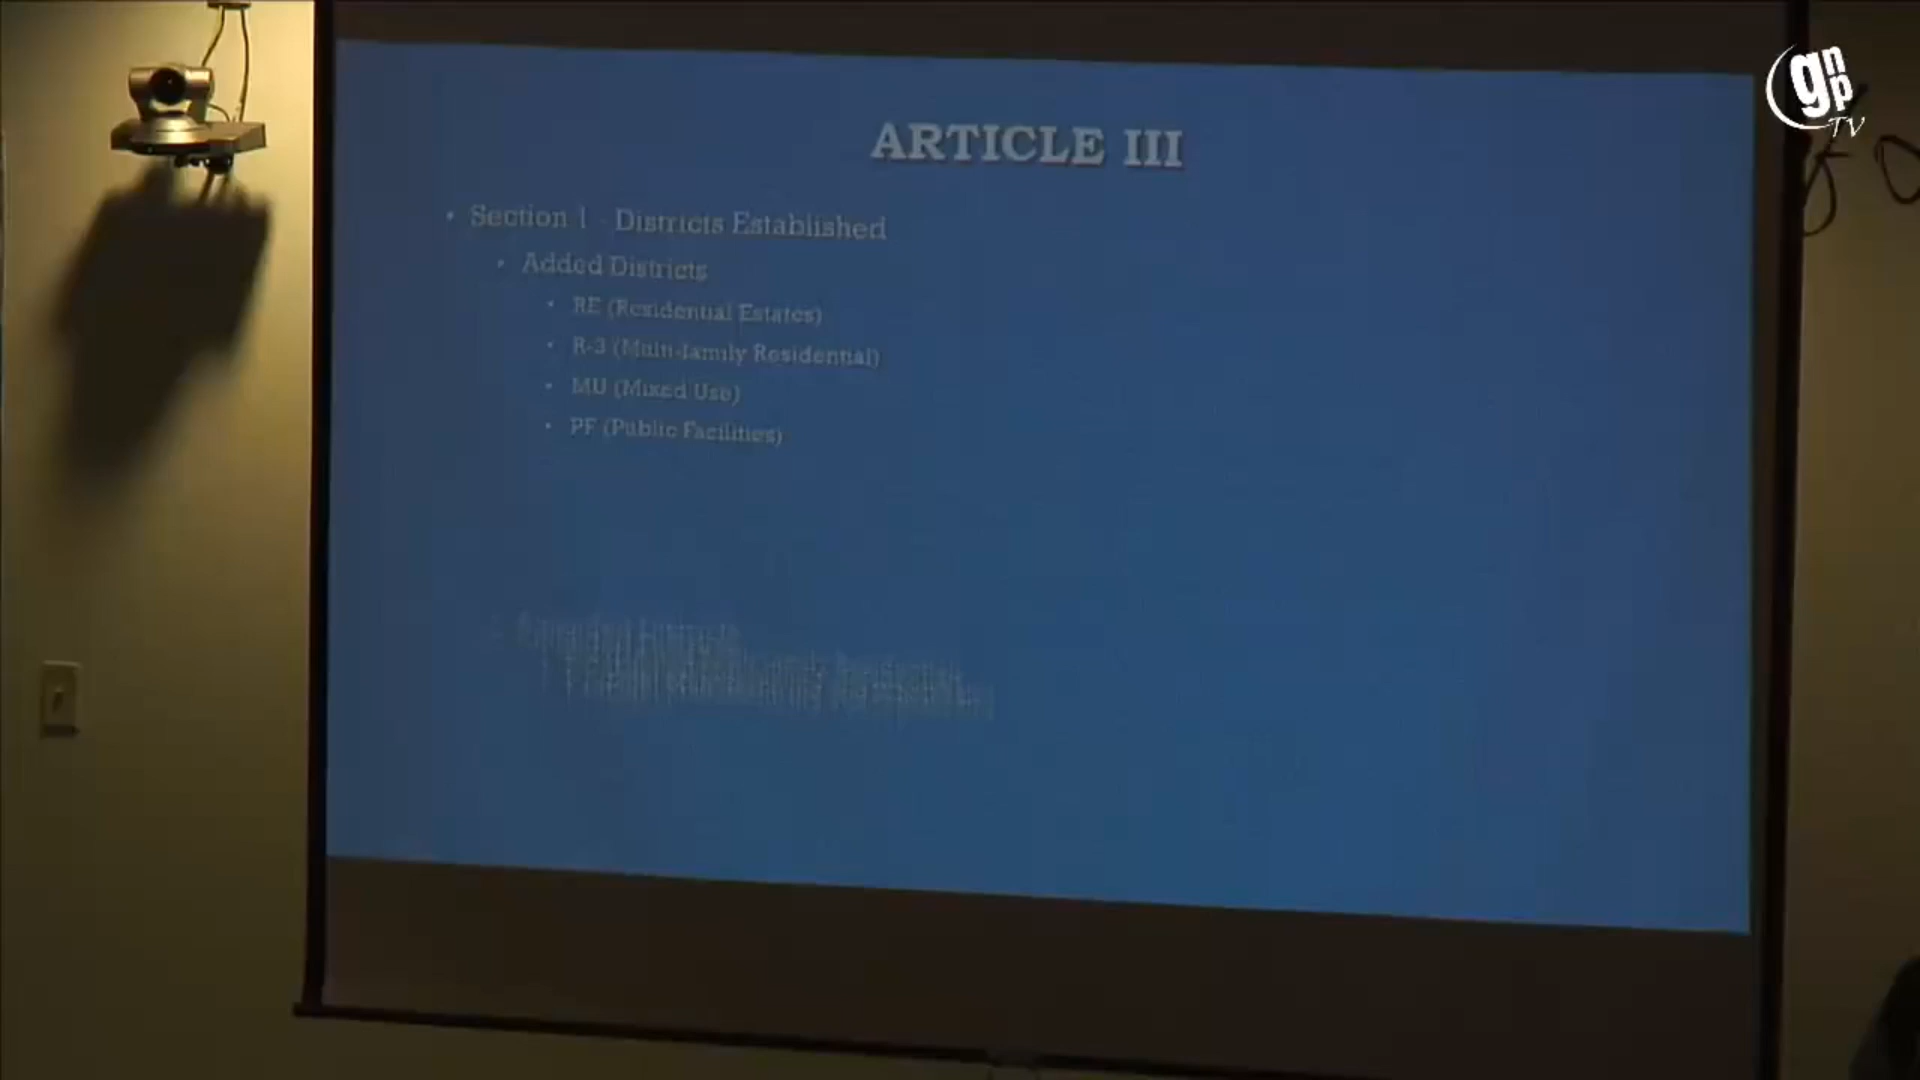 gnp
TV
ARTICLE III
• Section 1 - Districts Established
• Added Districts
• RE (Residential Estates)
• R-3 (Multi-family Residential)
• MU (Mixed Use)
• PF (Public Facilities)